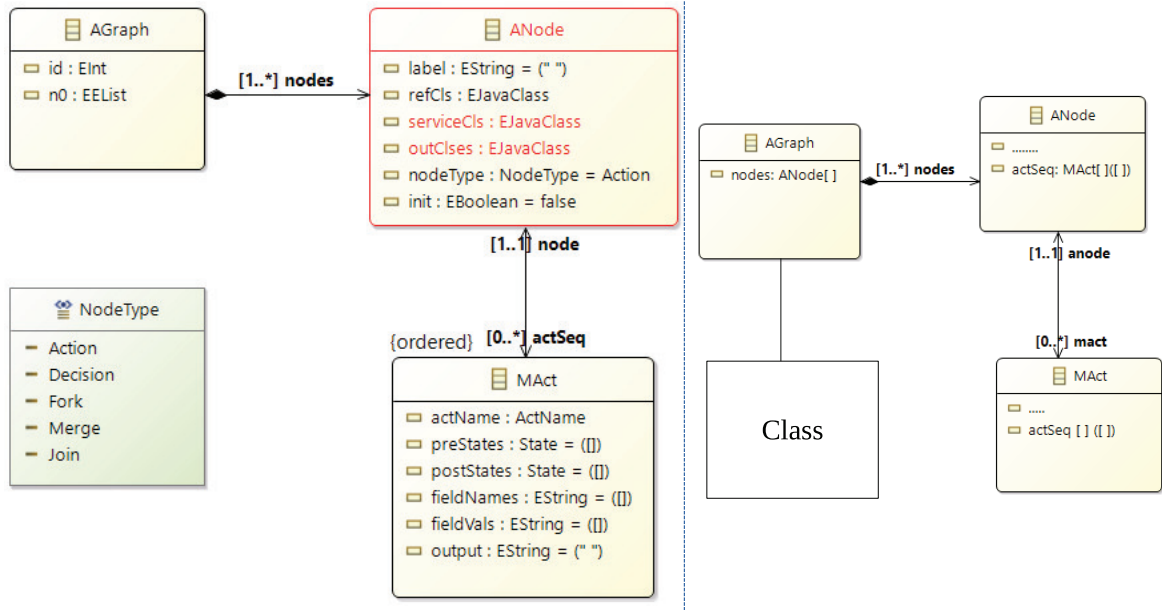 AGraph
id : EInt
n0 : EEList
[1..*] nodes
ANode
label : EString = (" ")
refCls : EJavaClass
serviceCls : EJavaClass
outClses : EJavaClass
nodeType : NodeType = Action
init : EBoolean = false
[1..1] node
NodeType
Action
Decision
Fork
Merge
Join
{ordered}
[0..*] actSeq
MAct
actName : ActName
preStates : State = ([])
postStates : State = ([])
fieldNames : EString = ([])
fieldVals : EString = ([])
output : EString = (" ")
AGraph
nodes: ANode[ ]
[1..*] nodes
ANode
........
actSeq: MAct[ ]([ ])
[1..1] anode
Class
[0..*] mact
MAct
.....
actSeq [ ] ([ ])